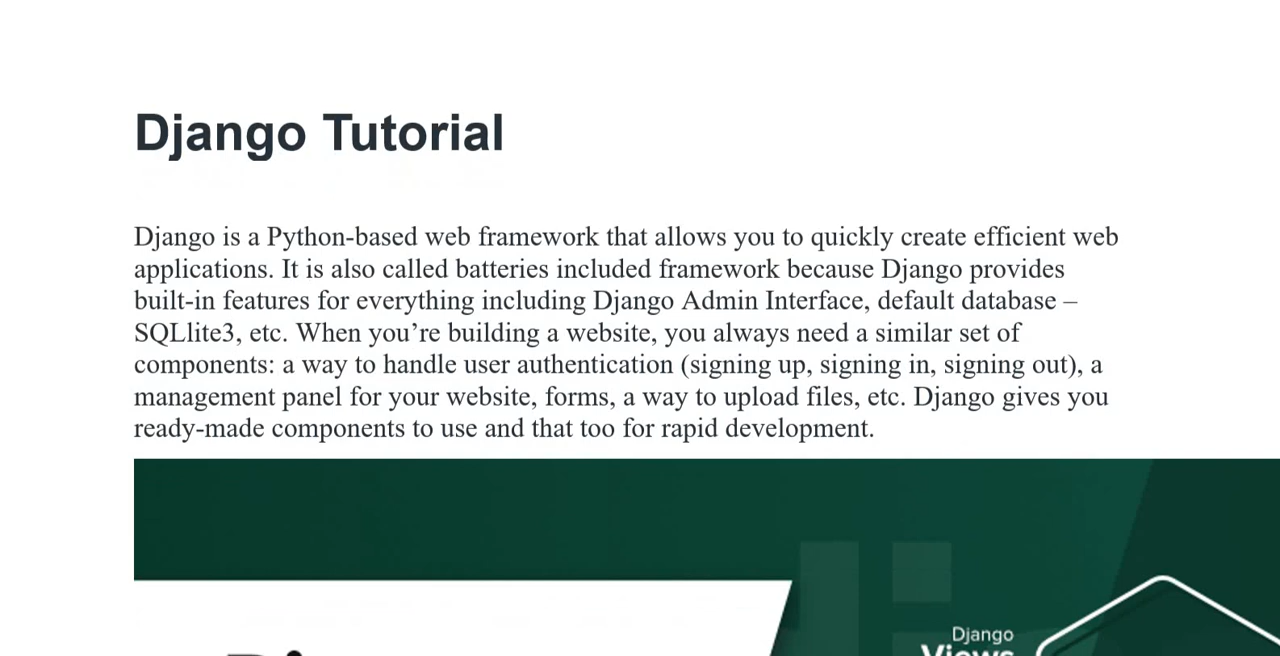 Django Tutorial
Django is a Python-based web framework that allows you to quickly create efficient web
applications. It is also called batteries included framework because Django provides
built-in features for everything including Django Admin Interface, default database –
SQLlite3, etc. When you’re building a website, you always need a similar set of
components: a way to handle user authentication (signing up, signing in, signing out), a
management panel for your website, forms, a way to upload files, etc. Django gives you
ready-made components to use and that too for rapid development.
Django
Views